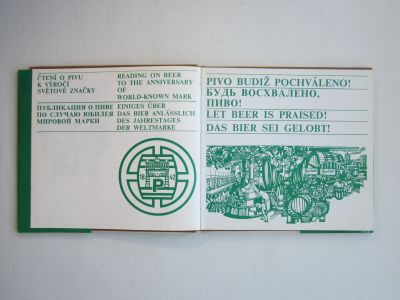 ČTENÍ O PIVU
K VÝROČÍ
SVĚTOVÉ ZNAČKY
READING ON BEER
TO THE ANNIVERSARY
OF
WORLD-KNOWN MARK
ПУБЛИКАЦИЯ О ПИВЕ
ПО СЛУЧАЮ ЮБИЛЕЯ
МИРОВОЙ МАРКИ
EINIGES ÜBER
DAS BIER ANLÄSSLICH
DES JAHRESTAGES
DER WELTMARKE
18 42
P
PIVO BUDIŽ POCHVÁLENO!
БУДЬ ВОСХВАЛЕНО,
ПИВО!
LET BEER IS PRAISED!
DAS BIER SEI GELOBT!